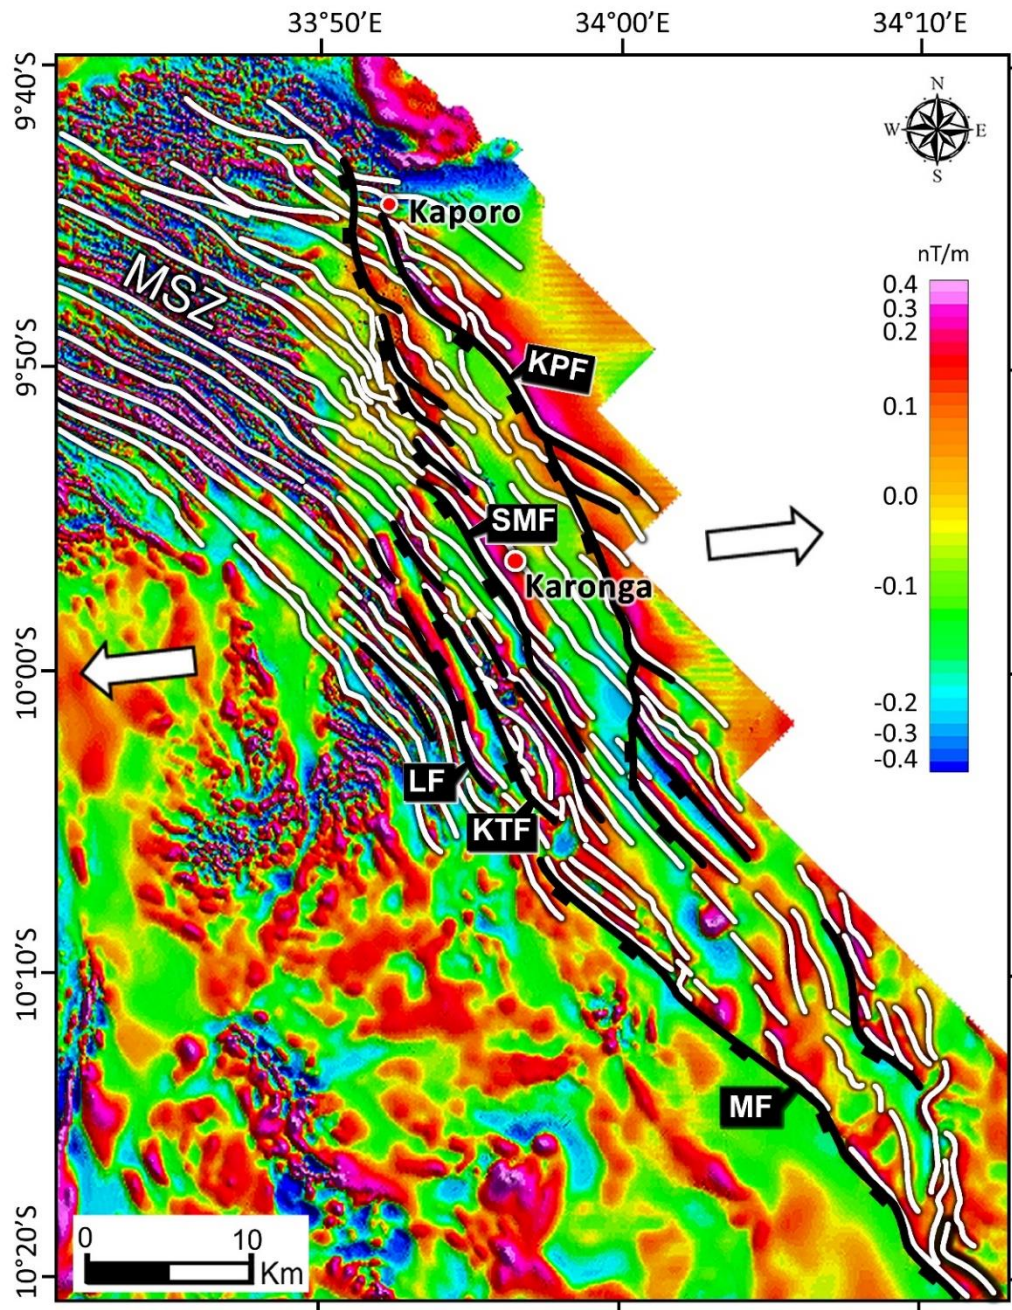 33°50’E 34°00’E 34°10’E
9°40’S
9°50’S
10°00’S
10°10’S
10°20’S
N
W E
S
nT/m
0.4
0.3
0.2
0.1
0.0
-0.1
-0.2
-0.3
-0.4
Kaporo
MSZ
KPF
SMF
Karonga
LF
KTF
MF
0 10
Km